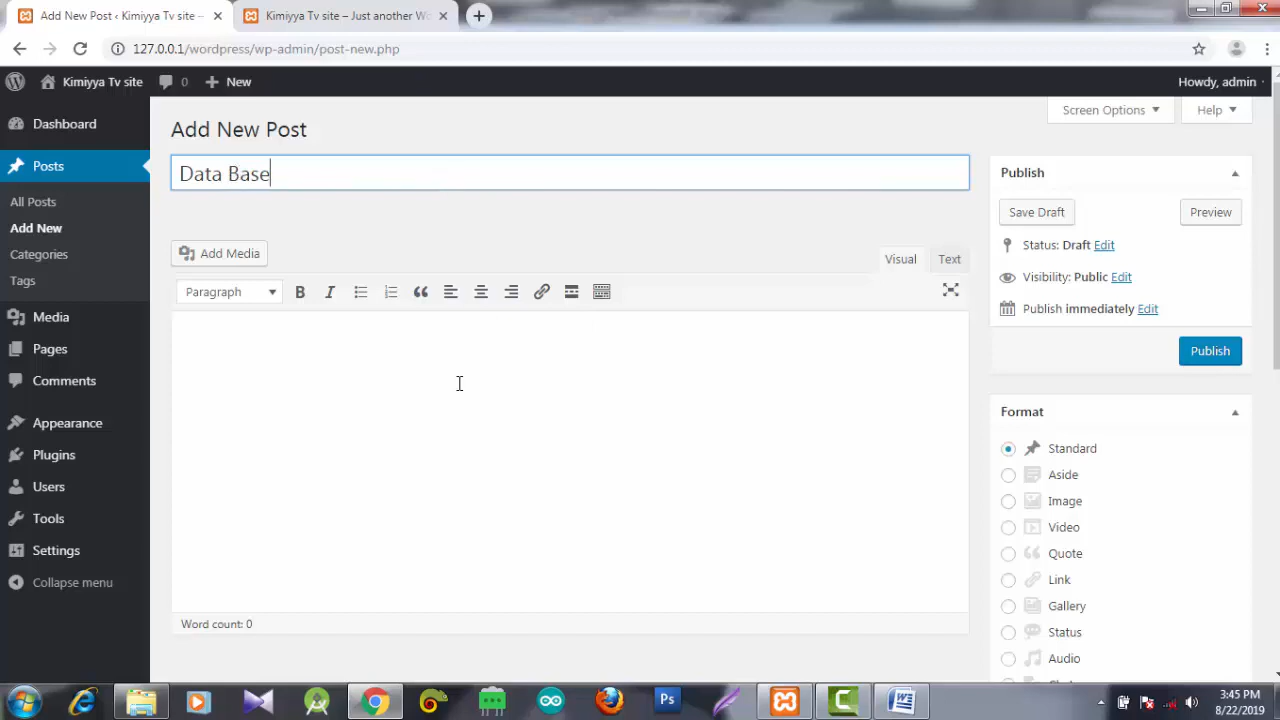 Add New Post ‹ Kimiyya Tv site –
Kimiyya Tv site – Just another Wo
127.0.0.1/wordpress/wp-admin/post-new.php
Kimiyya Tv site 0 New Howdy, admin
Screen Options Help
Dashboard
Posts
All Posts
Add New
Categories
Tags
Media
Pages
Comments
Appearance
Plugins
Users
Tools
Settings
Collapse menu
Add New Post
Data Base
Add Media
Visual Text
Paragraph B I
Word count: 0
Publish
Save Draft Preview
Status: Draft Edit
Visibility: Public Edit
Publish immediately Edit
Publish
Format
Standard
Aside
Image
Video
Quote
Link
Gallery
Status
Audio
Ps
3:45 PM
8/22/2019